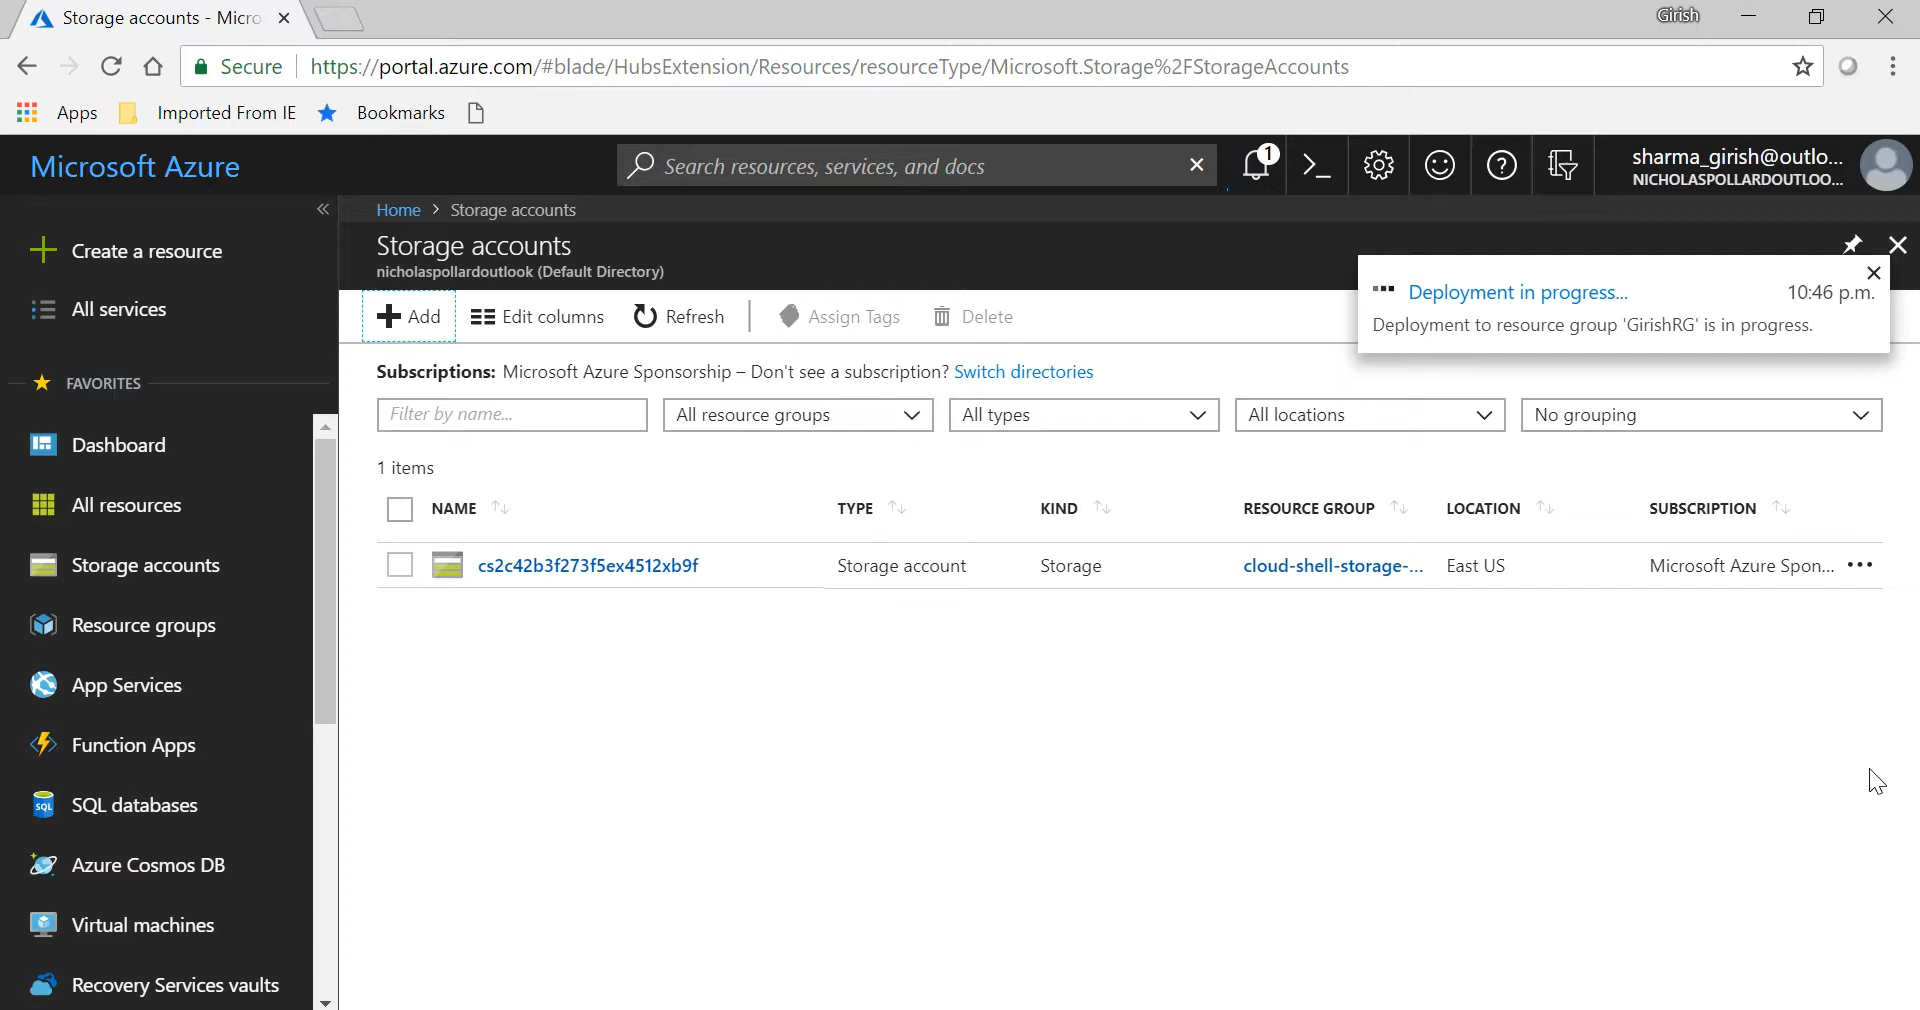 Storage accounts - Micro
Girish
Secure https://portal.azure.com/#blade/HubsExtension/Resources/resourceType/Microsoft.Storage%2FStorageAccounts
Apps Imported From IE Bookmarks
Microsoft Azure
Search resources, services, and docs
1
sharma_girish@outlo...
NICHOLASPOLLARDOUTLOO...
Home > Storage accounts
Storage accounts
nicholaspollardoutlook (Default Directory)
Create a resource
All services
FAVORITES
Dashboard
All resources
Storage accounts
Resource groups
App Services
Function Apps
SQL databases
Azure Cosmos DB
Virtual machines
Recovery Services vaults
Add Edit columns Refresh Assign Tags Delete
Deployment in progress... 10:46 p.m.
Deployment to resource group 'GirishRG' is in progress.
Subscriptions: Microsoft Azure Sponsorship – Don't see a subscription? Switch directories
Filter by name... All resource groups All types All locations No grouping
1 items
NAME TYPE KIND RESOURCE GROUP LOCATION SUBSCRIPTION
cs2c42b3f273f5ex4512xb9f Storage account Storage cloud-shell-storage-... East US Microsoft Azure Spon...